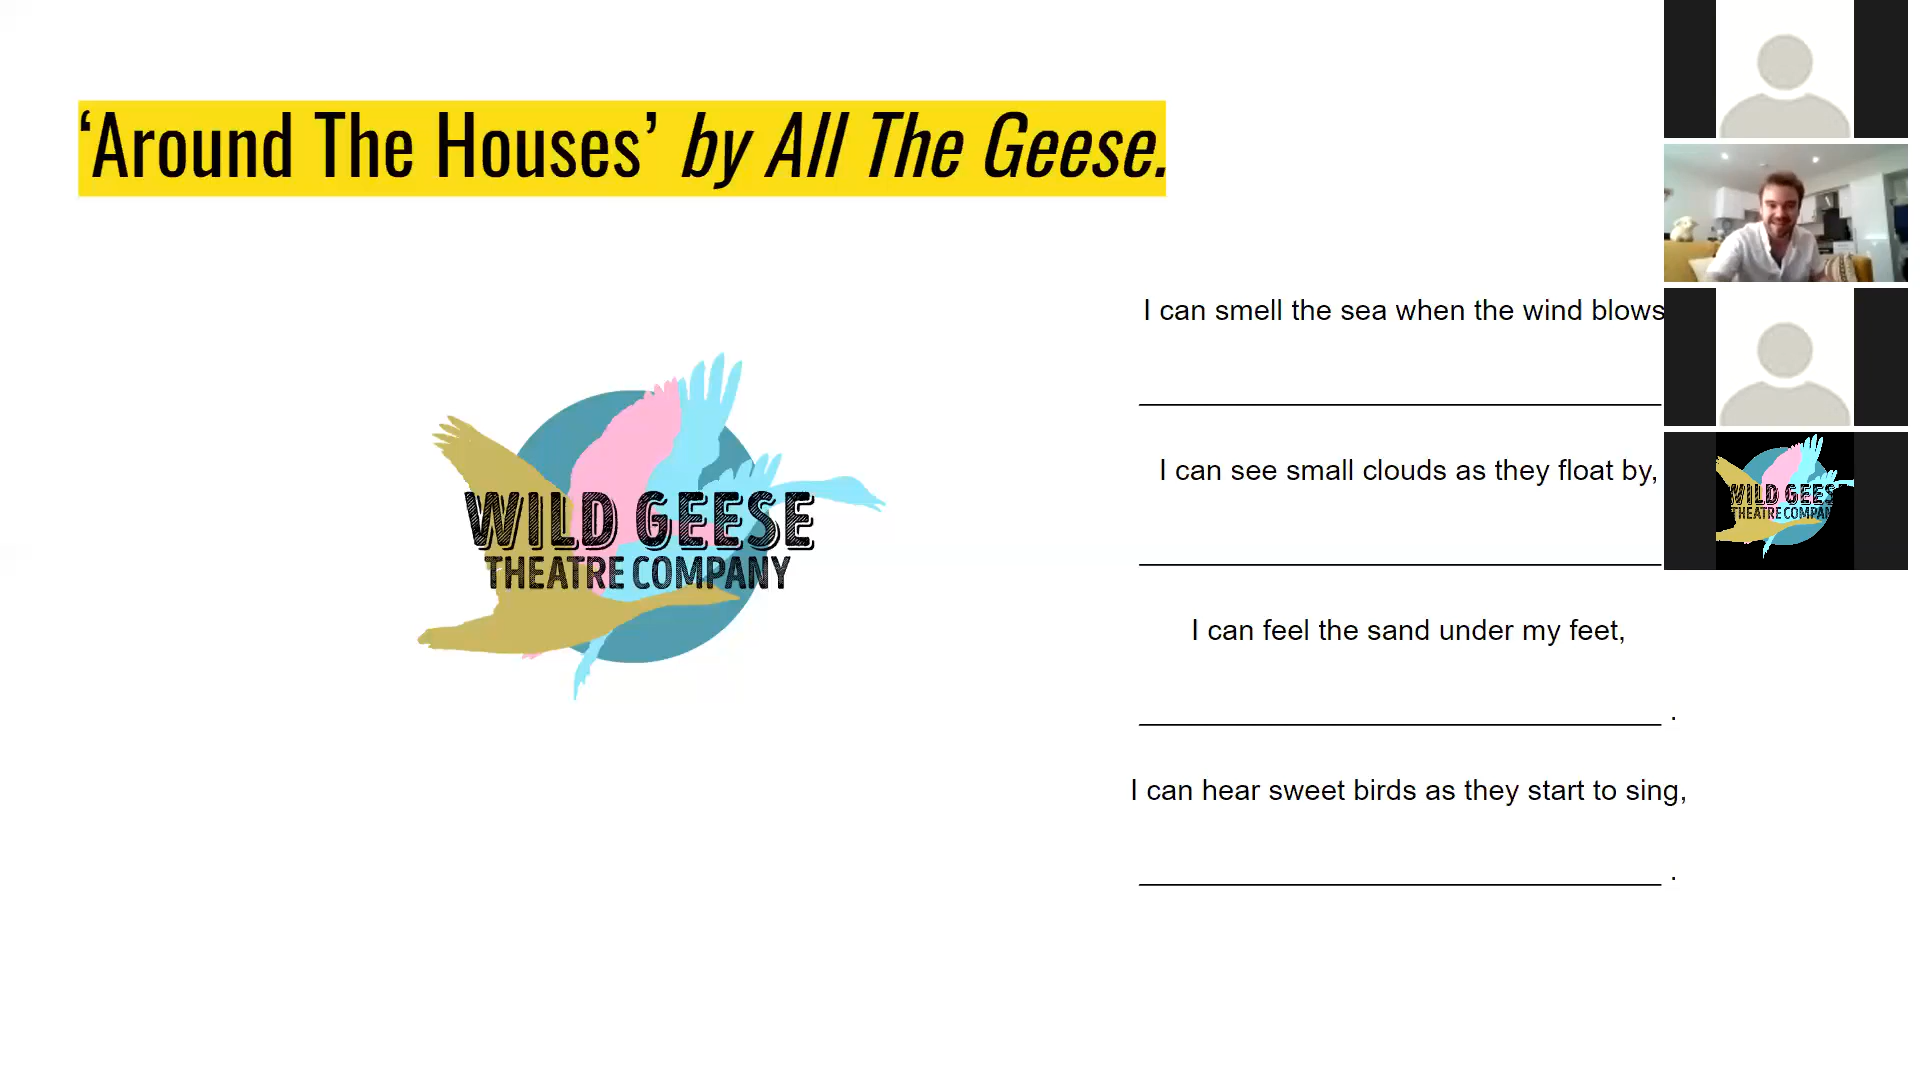 ‘Around The Houses’ by All The Geese.
I can smell the sea when the wind blows
I can see small clouds as they float by,
WILD GEESE
THEATRE COMPANY
I can feel the sand under my feet,
.
I can hear sweet birds as they start to sing,
.
WILD GEES
THEATRE COMPAN